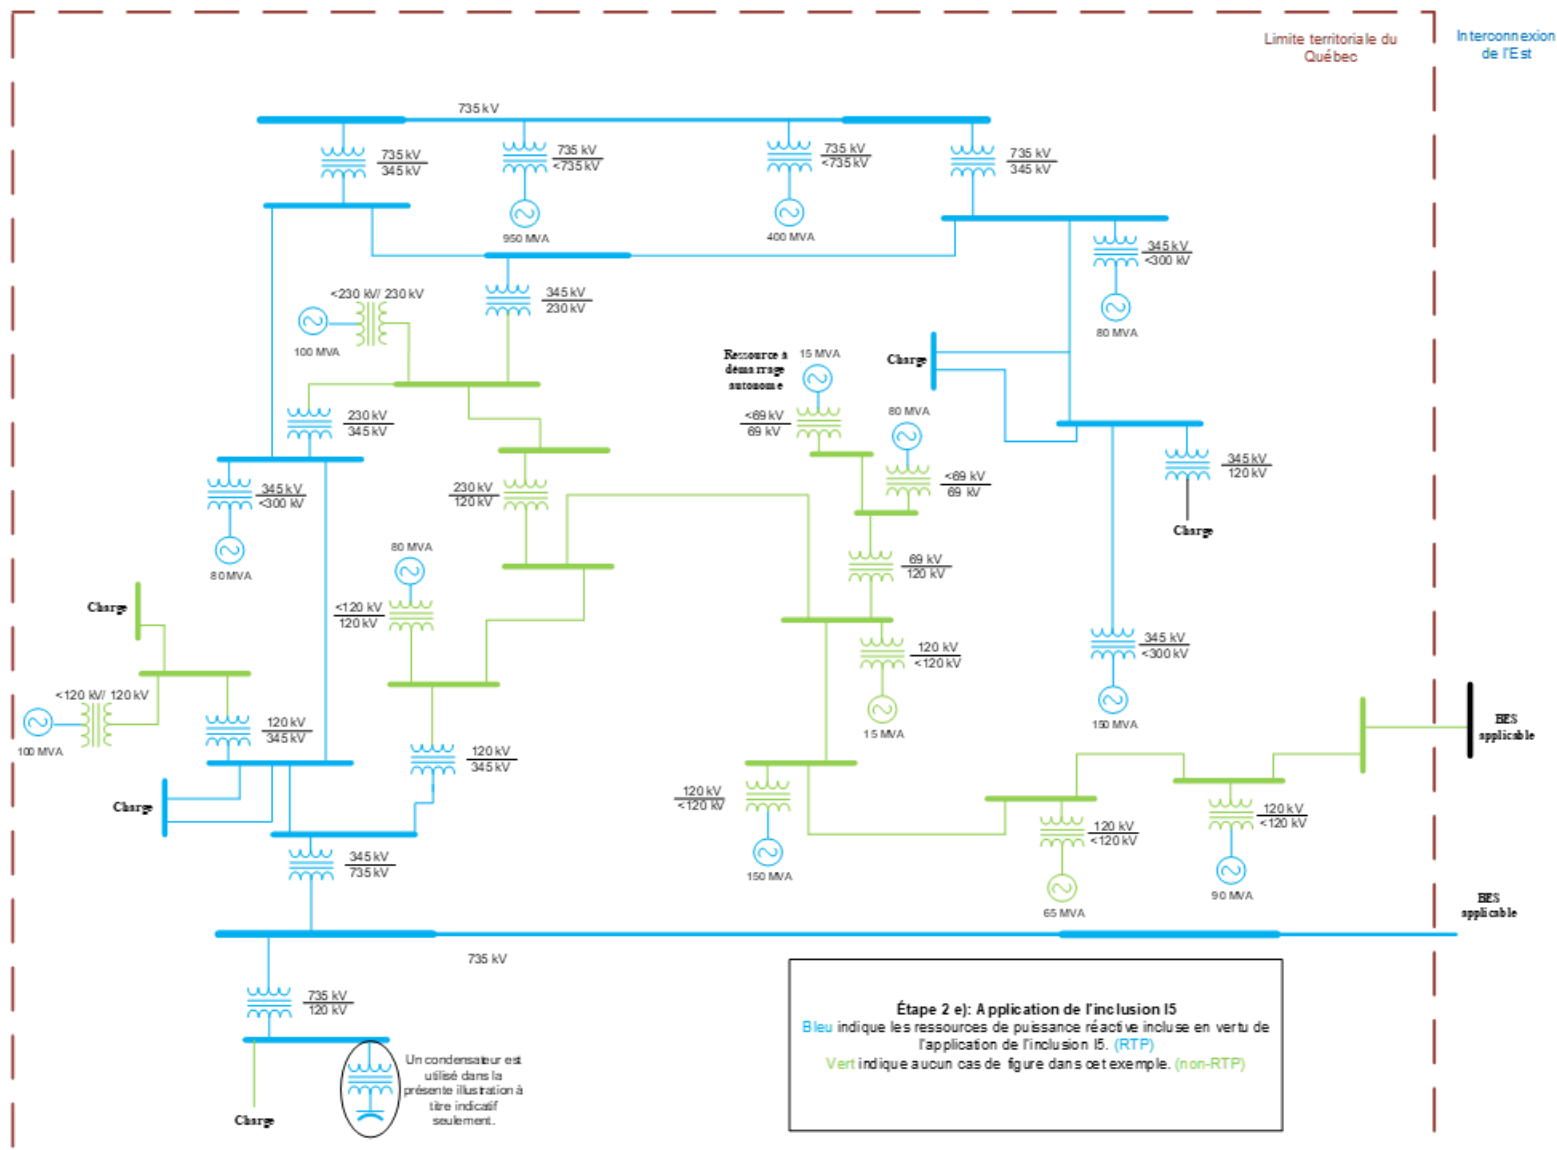 Limite territoriale du
Québec
Interconnexion
de l'Est
735 kV
735 kV
345 kV
735 kV
<735 kV
735 kV
<735 kV
735 kV
345 kV
950 MVA
400 MVA
345 kV
<300 kV
80 MVA
<230 kV/ 230 kV
345 kV
230 kV
100 MVA
Ressource à
démarrage
autonome
15 MVA
Charge
230 kV
345 kV
<69 kV
69 kV
80 MVA
345 kV
<300 kV
230 kV
120 kV
<69 kV
69 kV
345 kV
120 kV
Charge
80 MVA
80 MVA
69 kV
120 kV
Charge
<120 kV
120 kV
120 kV
<120 kV
345 kV
<300 kV
<120 kV/ 120 kV
100 MVA
120 kV
345 kV
15 MVA
150 MVA
BES
applicable
120 kV
345 kV
Charge
120 kV
<120 kV
120 kV
<120 kV
120 kV
<120 kV
345 kV
735 kV
150 MVA
65 MVA
90 MVA
BES
applicable
735 kV
735 kV
120 kV
Un condensateur est
utilisé dans la
présente illustration à
titre indicatif
seulement.
Charge
Étape 2 e): Application de l'inclusion I5
Bleu indique les ressources de puissance réactive incluse en vertu de
l'application de l'inclusion I5. (RTP)
Vert indique aucun cas de figure dans cet exemple. (non-RTP)